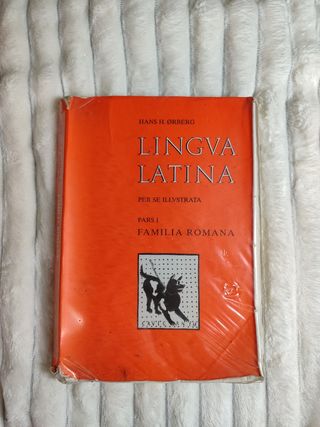 HANS H. ØRBERG
LINGVA
LATINA
PER SE ILLVSTRATA
PARS I
FAMILIA ROMANA